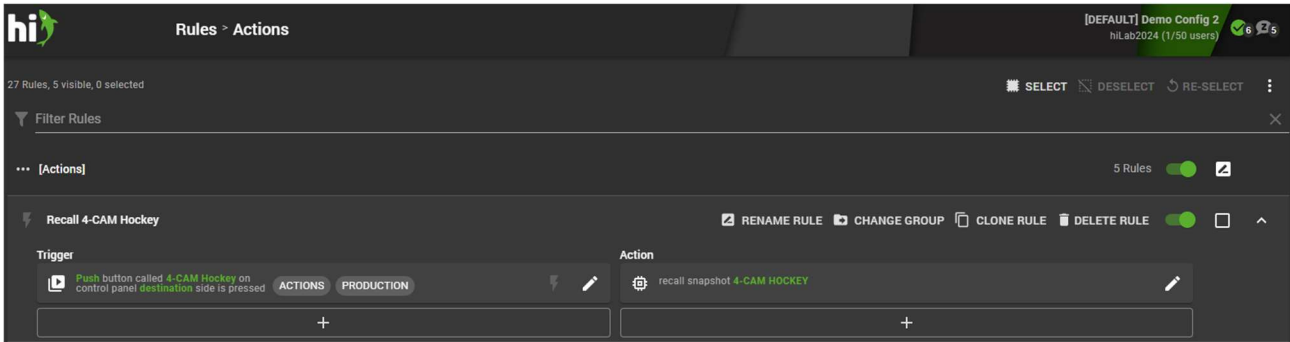 hi
Rules > Actions
[DEFAULT] Demo Config 2
hiLab2024 (1/50 users)
6 5
27 Rules, 5 visible, 0 selected
SELECT DESELECT RE-SELECT
Filter Rules
[Actions]
5 Rules
Recall 4-CAM Hockey
RENAME RULE CHANGE GROUP CLONE RULE DELETE RULE
Trigger
Push button called 4-CAM Hockey on
control panel destination side is pressed
ACTIONS PRODUCTION
+
Action
recall snapshot 4-CAM HOCKEY
+